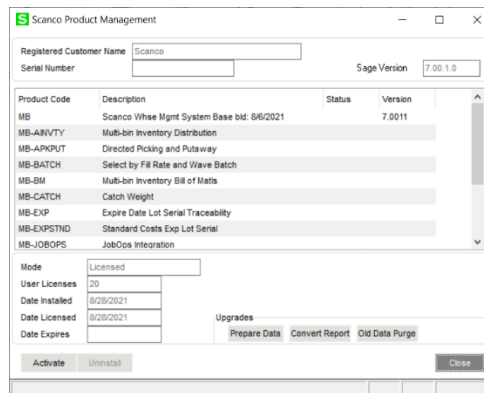 S Scanco Product Management
Registered Customer Name Scanco
Serial Number Sage Version 7.00.1.0
Product Code Description Status Version
MB Scanco Whse Mgmt System Base bld: 8/6/2021 7.0011
MB-AINVTY Multi-bin Inventory Distribution
MB-APKPUT Directed Picking and Putaway
MB-BATCH Select by Fill Rate and Wave Batch
MB-BM Multi-bin Inventory Bill of Matls
MB-CATCH Catch Weight
MB-EXP Expire Date Lot Serial Traceability
MB-EXPSTND Standard Costs Exp Lot Serial
MB-JOBOPS JobOps Integration
Mode Licensed
User Licenses 20
Date Installed 8/28/2021
Date Licensed 8/28/2021 Upgrades
Date Expires Prepare Data Convert Report Old Data Purge
Activate Uninstall Close